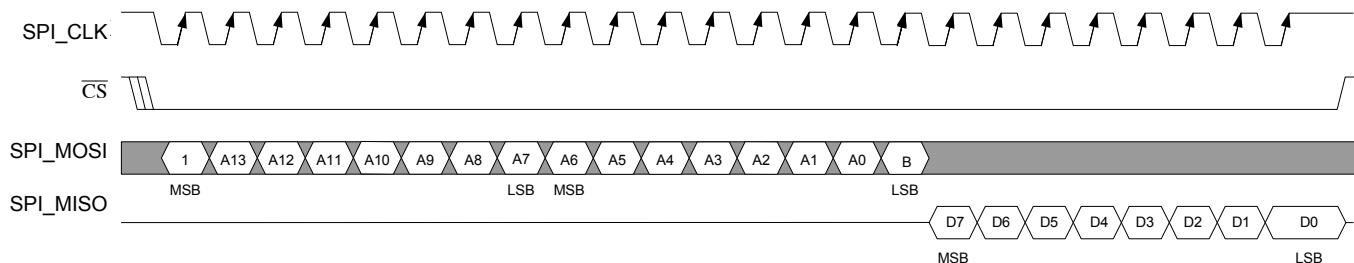 SPI_CLK
CS
SPI_MOSI 1 A13 A12 A11 A10 A9 A8 A7 A6 A5 A4 A3 A2 A1 A0 B
MSB LSB MSB LSB
SPI_MISO D7 D6 D5 D4 D3 D2 D1 D0
MSB LSB